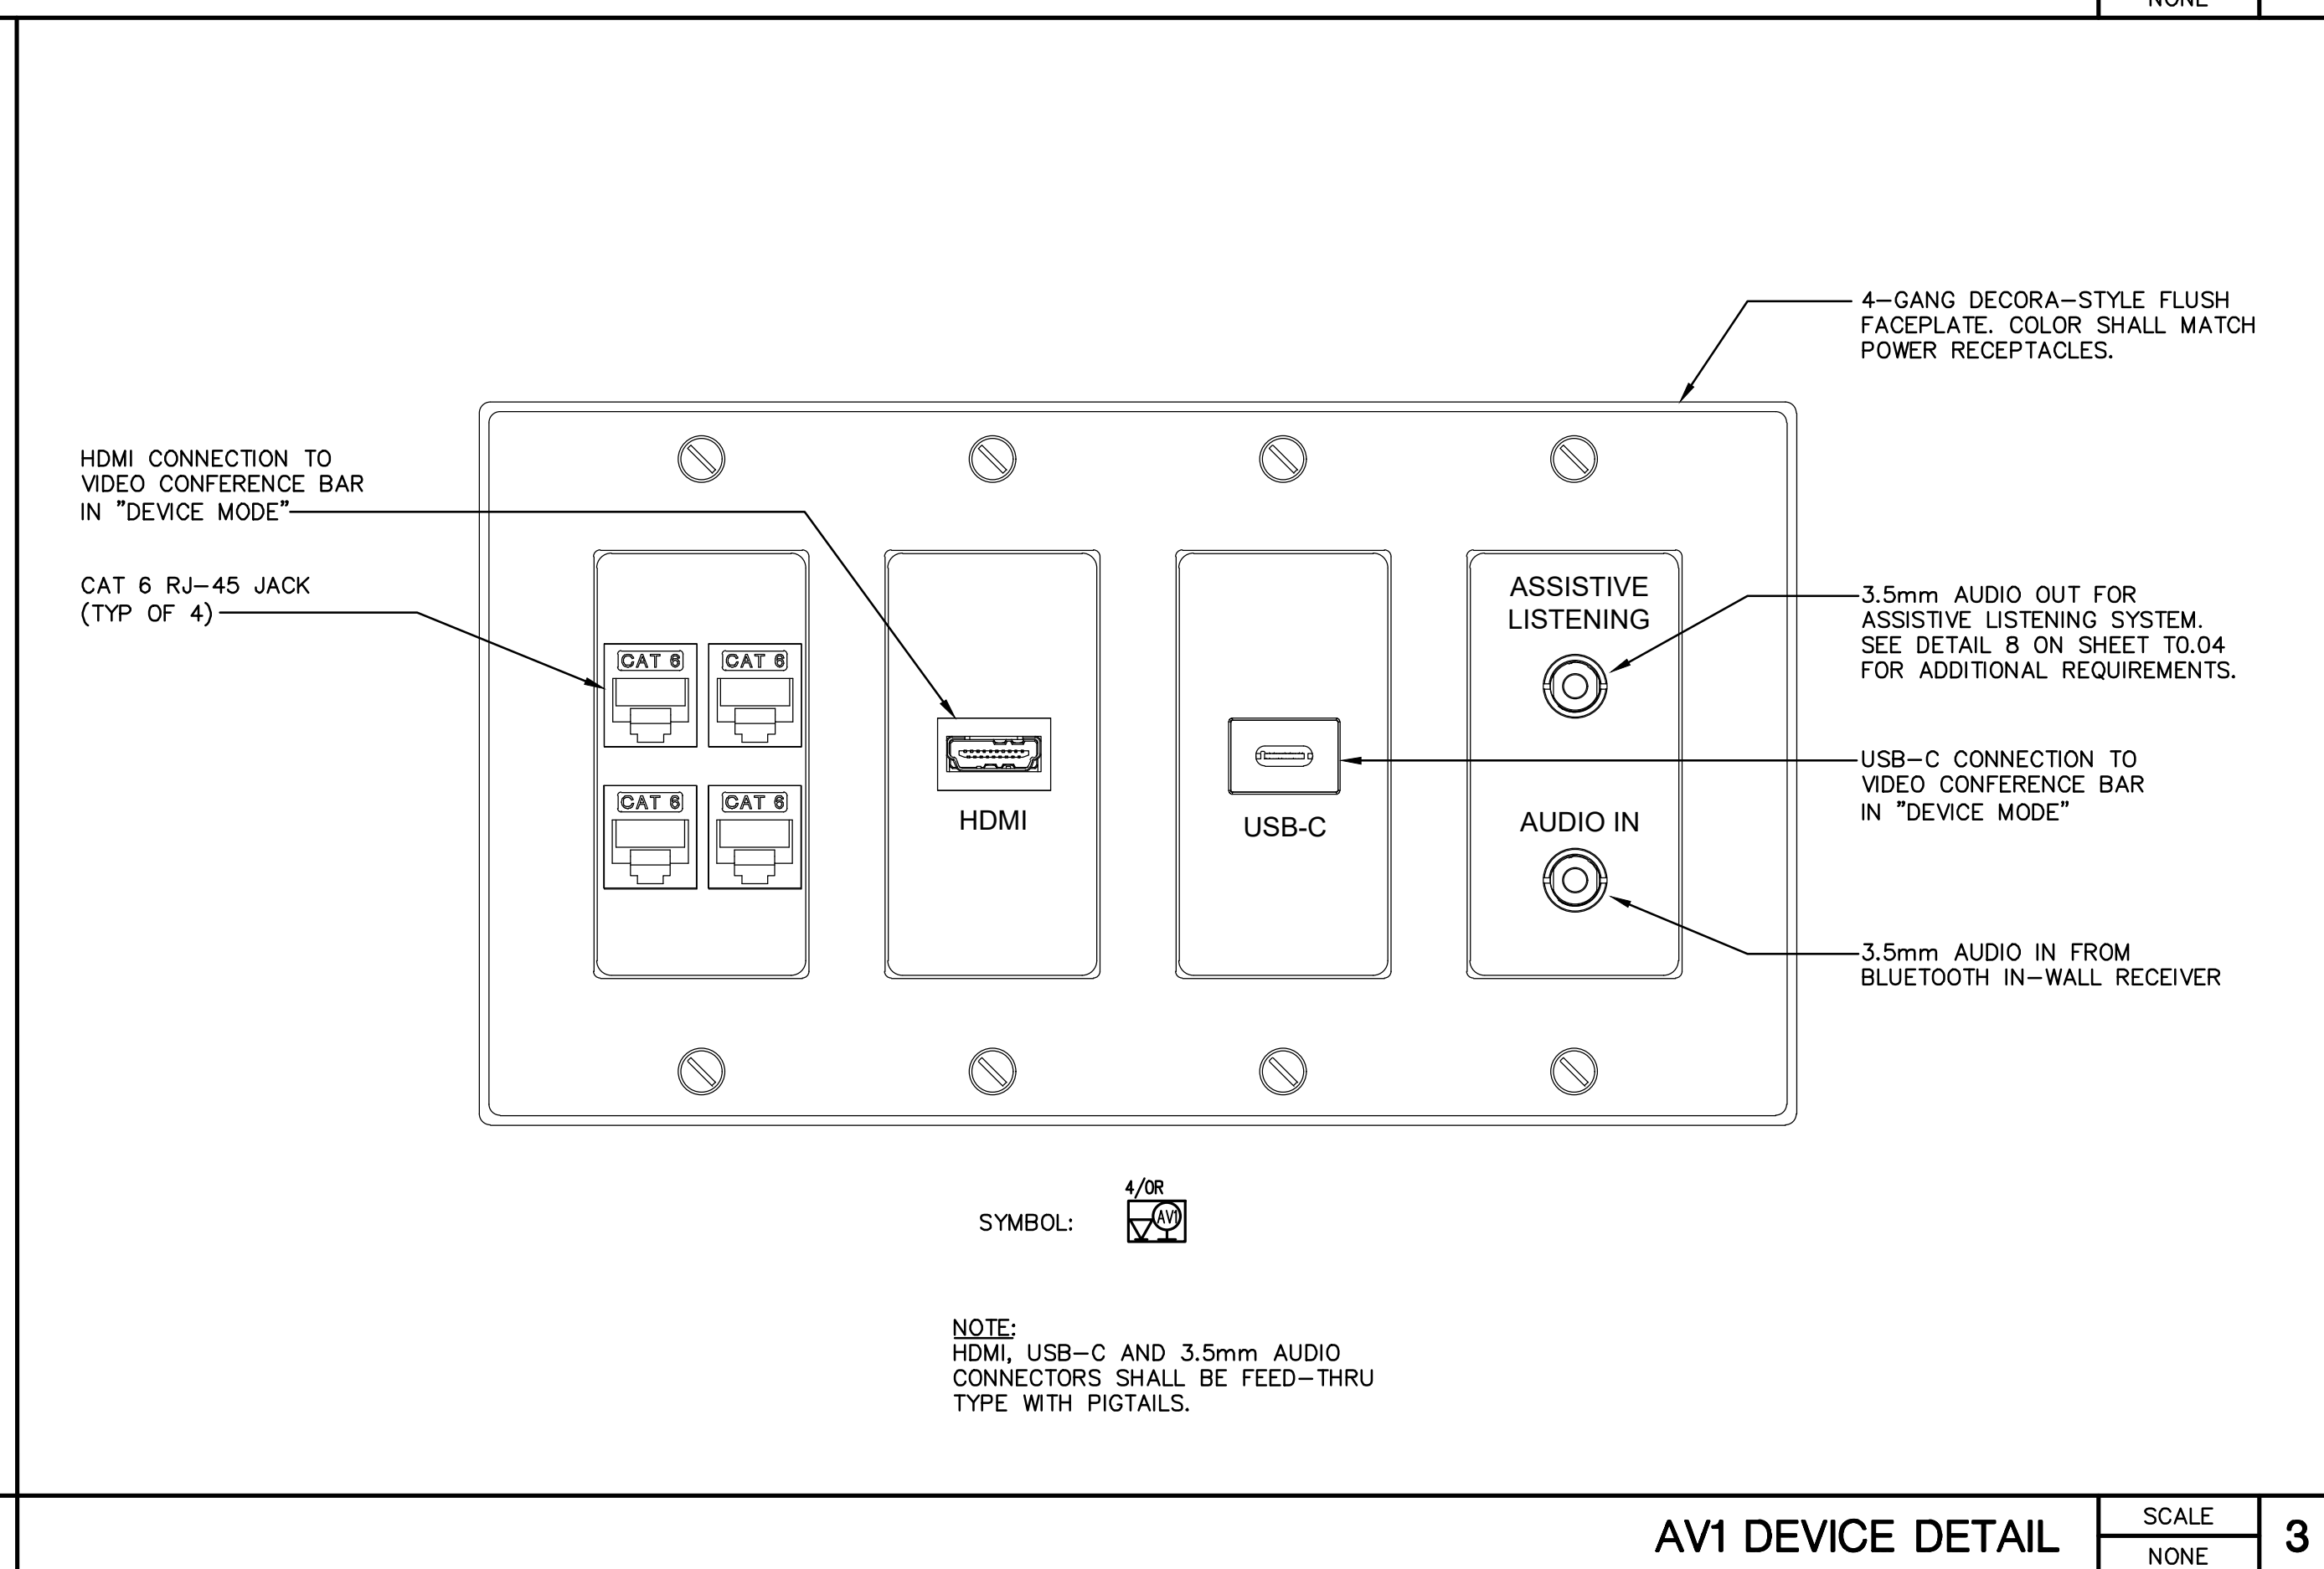 NONE
4-GANG DECORA-STYLE FLUSH
FACEPLATE. COLOR SHALL MATCH
POWER RECEPTACLES.
HDMI CONNECTION TO
VIDEO CONFERENCE BAR
IN "DEVICE MODE"
CAT 6 RJ-45 JACK
(TYP OF 4)
CAT 6
CAT 6
CAT 6
CAT 6
HDMI
USB-C
ASSISTIVE
LISTENING
AUDIO IN
3.5mm AUDIO OUT FOR
ASSISTIVE LISTENING SYSTEM.
SEE DETAIL 8 ON SHEET T0.04
FOR ADDITIONAL REQUIREMENTS.
USB-C CONNECTION TO
VIDEO CONFERENCE BAR
IN "DEVICE MODE"
3.5mm AUDIO IN FROM
BLUETOOTH IN-WALL RECEIVER
4/0R
SYMBOL:
AV1
NOTE:
HDMI, USB-C AND 3.5mm AUDIO
CONNECTORS SHALL BE FEED-THRU
TYPE WITH PIGTAILS.
AV1 DEVICE DETAIL
SCALE
NONE
3